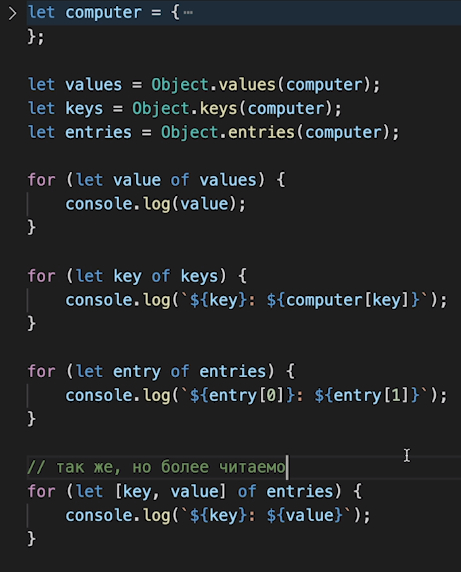 let computer = {⋯
};
let values = Object.values(computer);
let keys = Object.keys(computer);
let entries = Object.entries(computer);
for (let value of values) {
console.log(value);
}
for (let key of keys) {
console.log(`${key}: ${computer[key]}`);
}
for (let entry of entries) {
console.log(`${entry[0]}: ${entry[1]}`);
}
// так же, но более читаемо
for (let [key, value] of entries) {
console.log(`${key}: ${value}`);
}